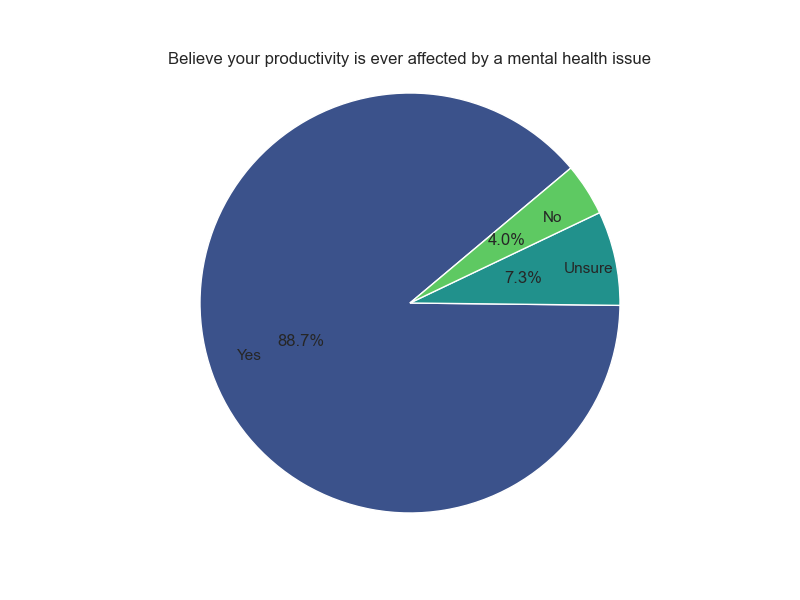 Believe your productivity is ever affected by a mental health issue
No
4.0%
Unsure
7.3%
88.7%
Yes